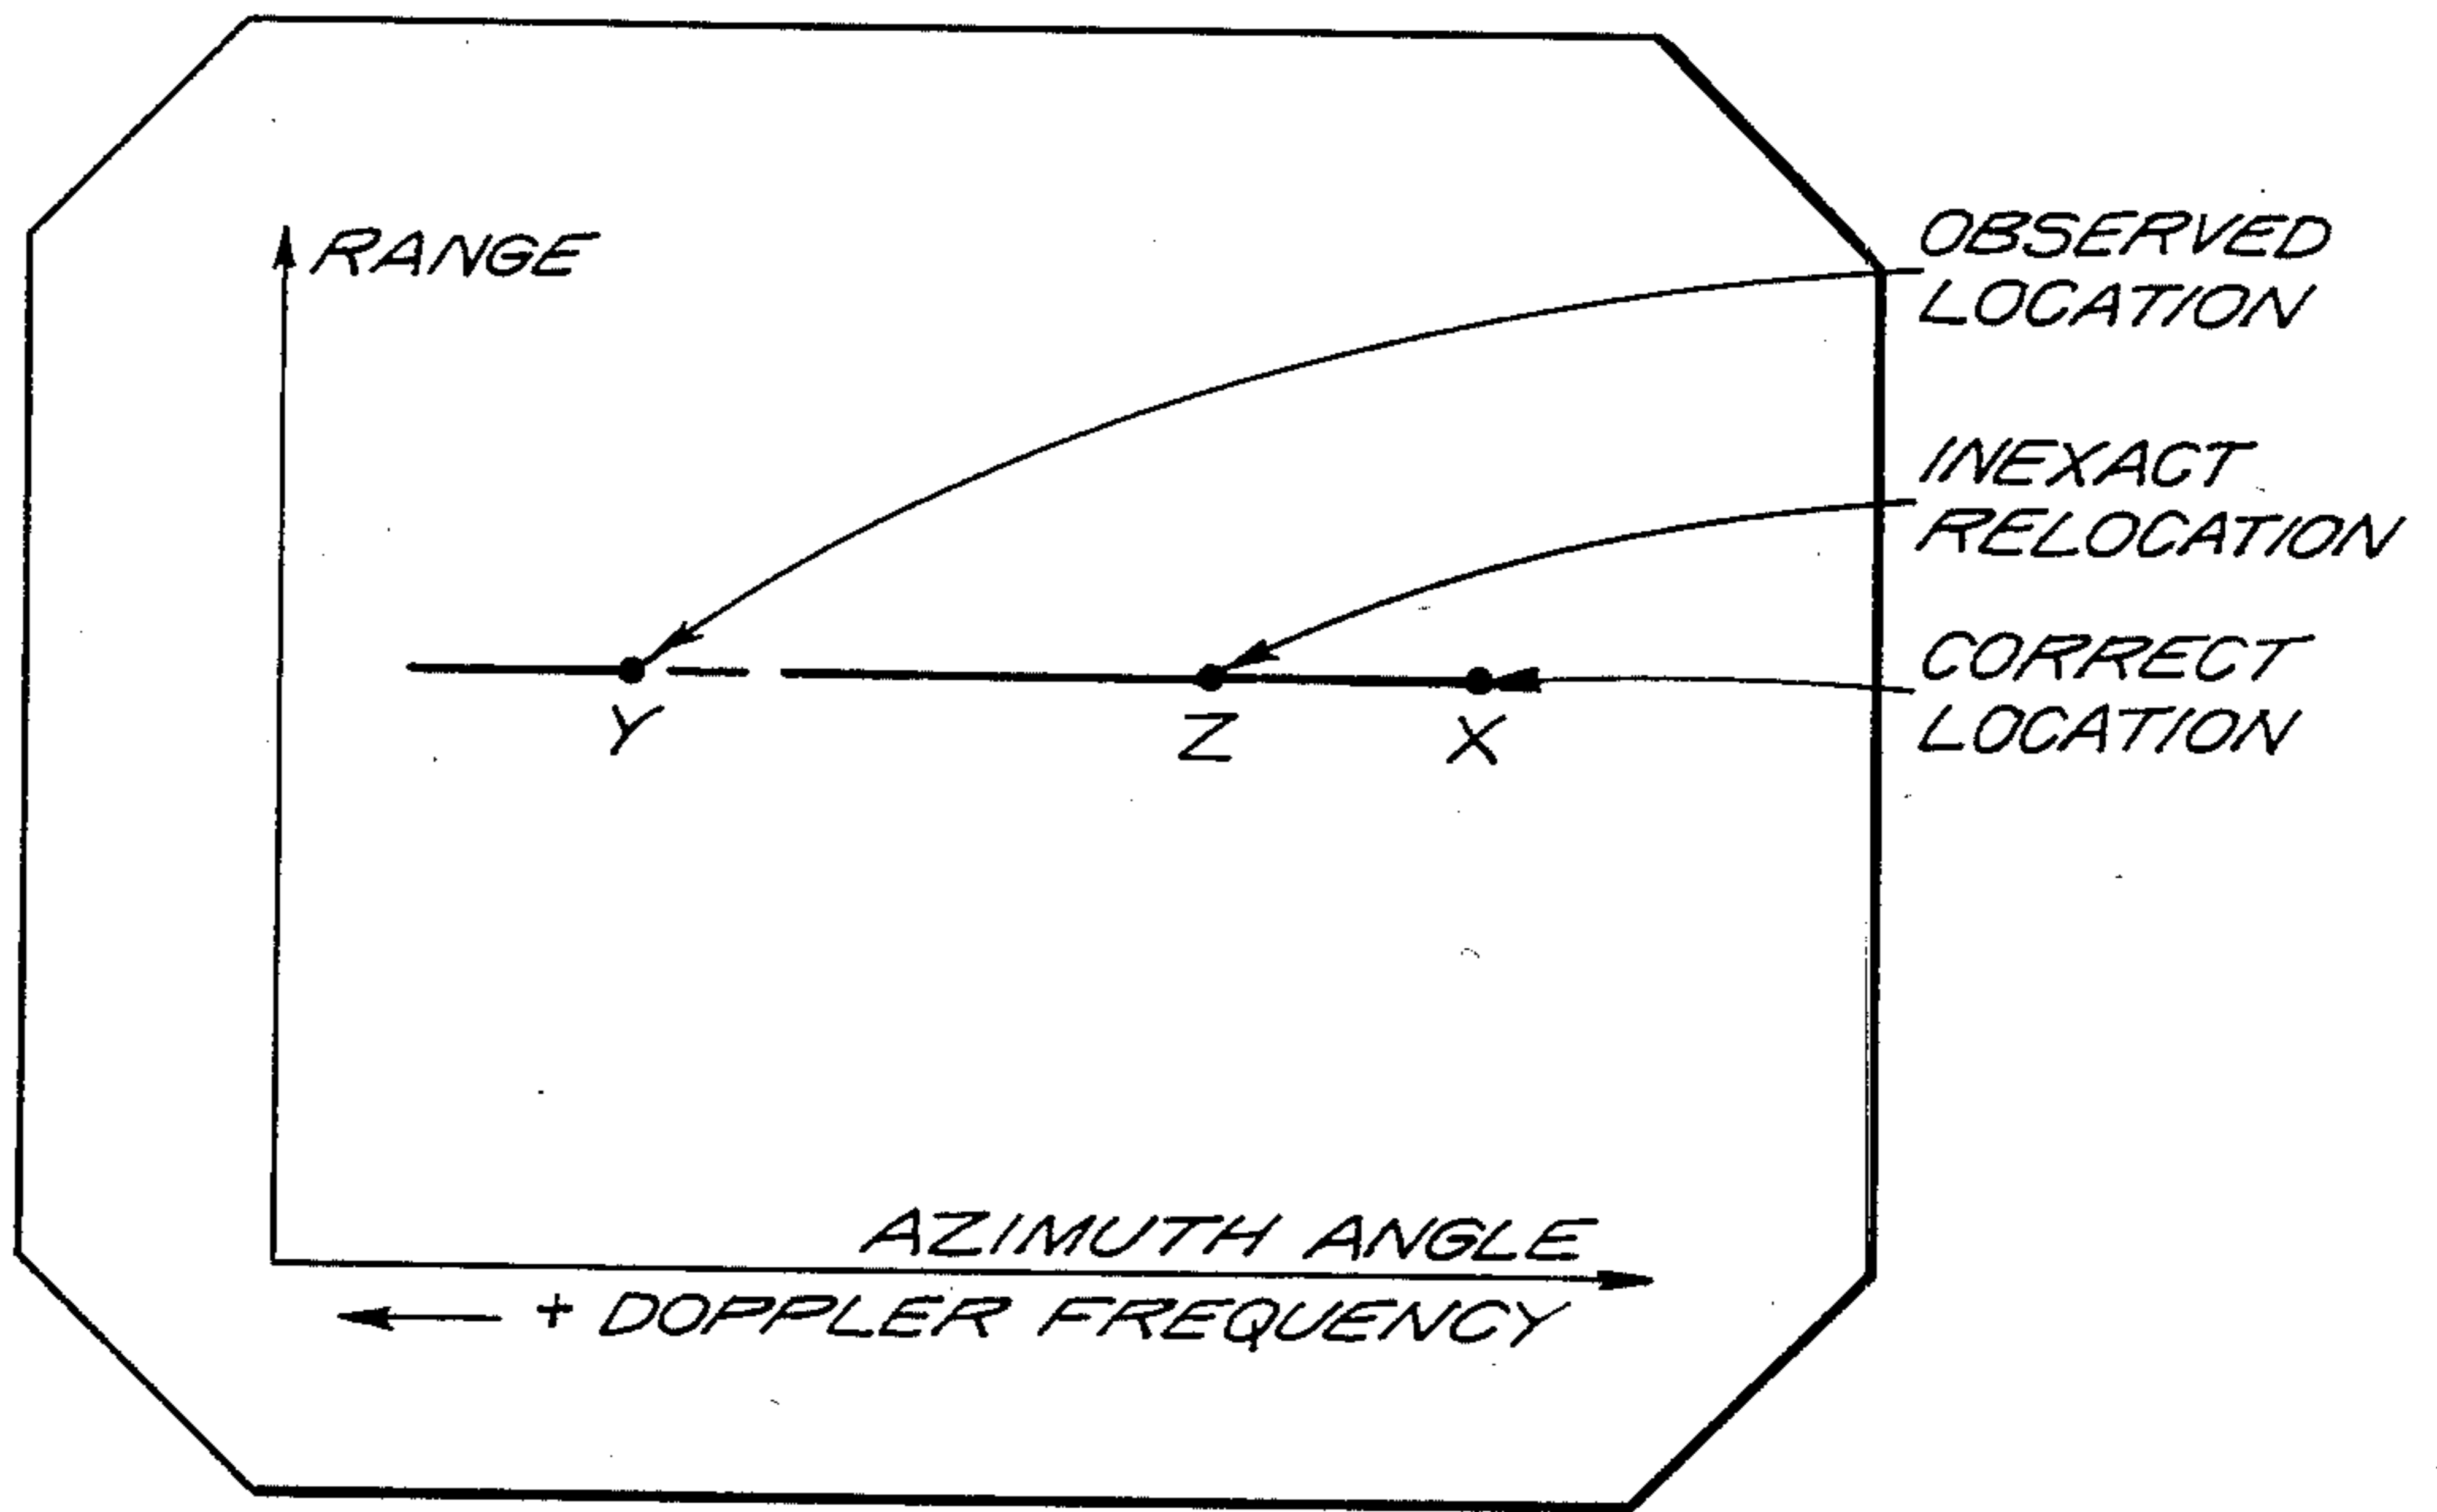 RANGE
OBSERVED
LOCATION
INEXACT
RELOCATION
CORRECT
LOCATION
Y
Z
X
AZIMUTH ANGLE
+ DOPPLER FREQUENCY